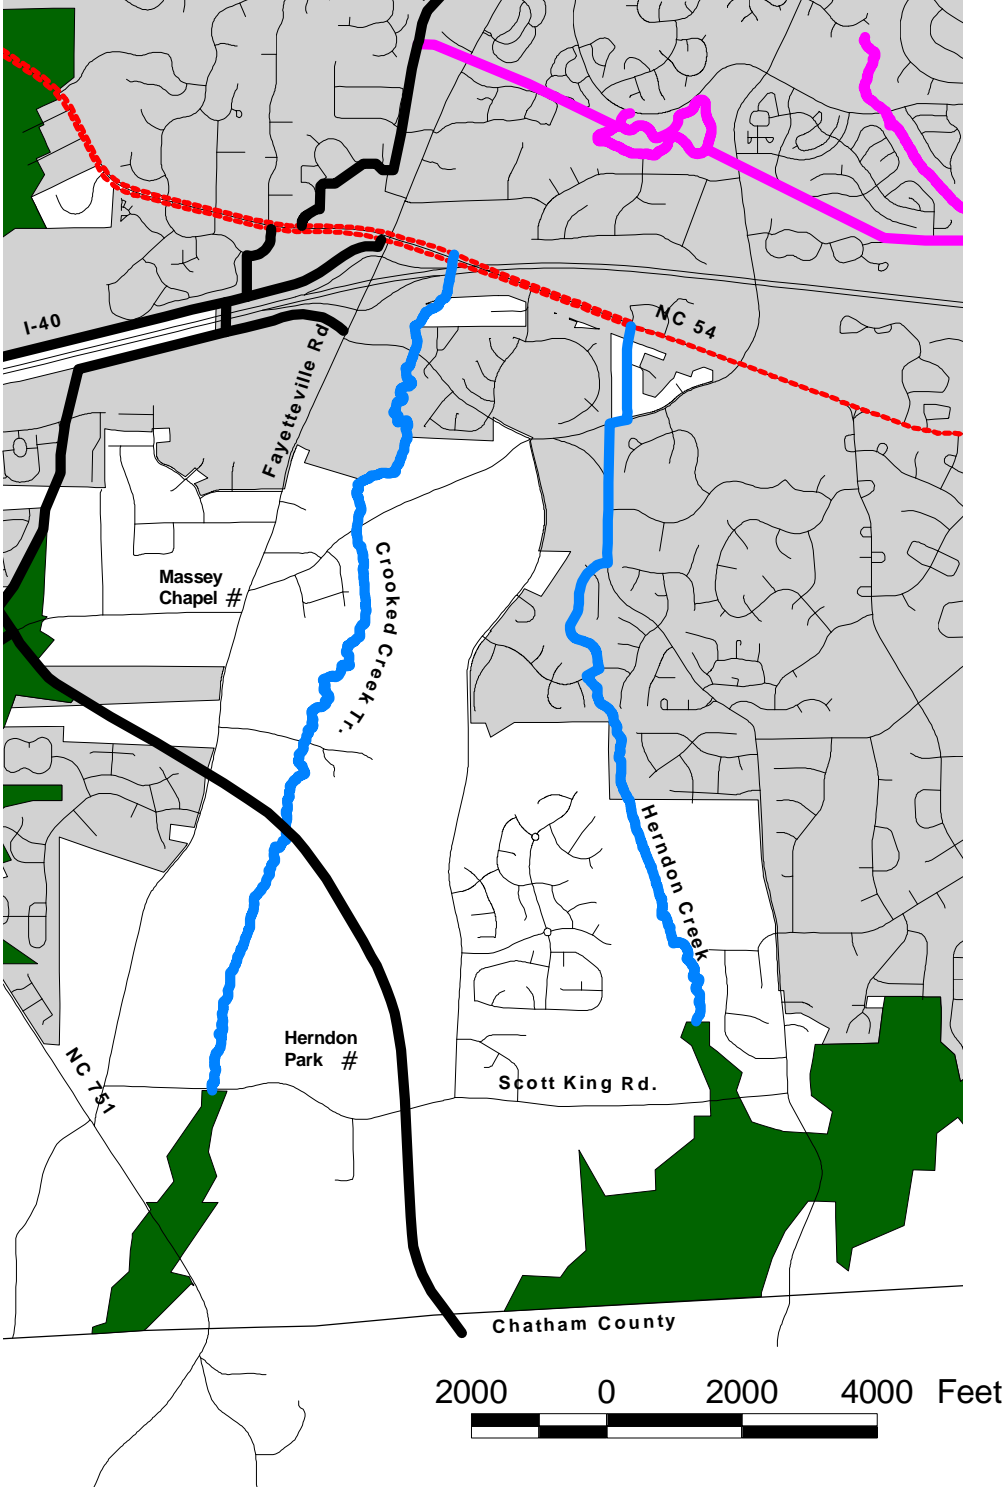 I-40
NC 54
Fayetteville Rd
Massey
Chapel #
Crooked Creek Tr.
Herndon Creek
Herndon
Park #
NC 751
Scott King Rd.
Chatham County
2000 0 2000 4000 Feet